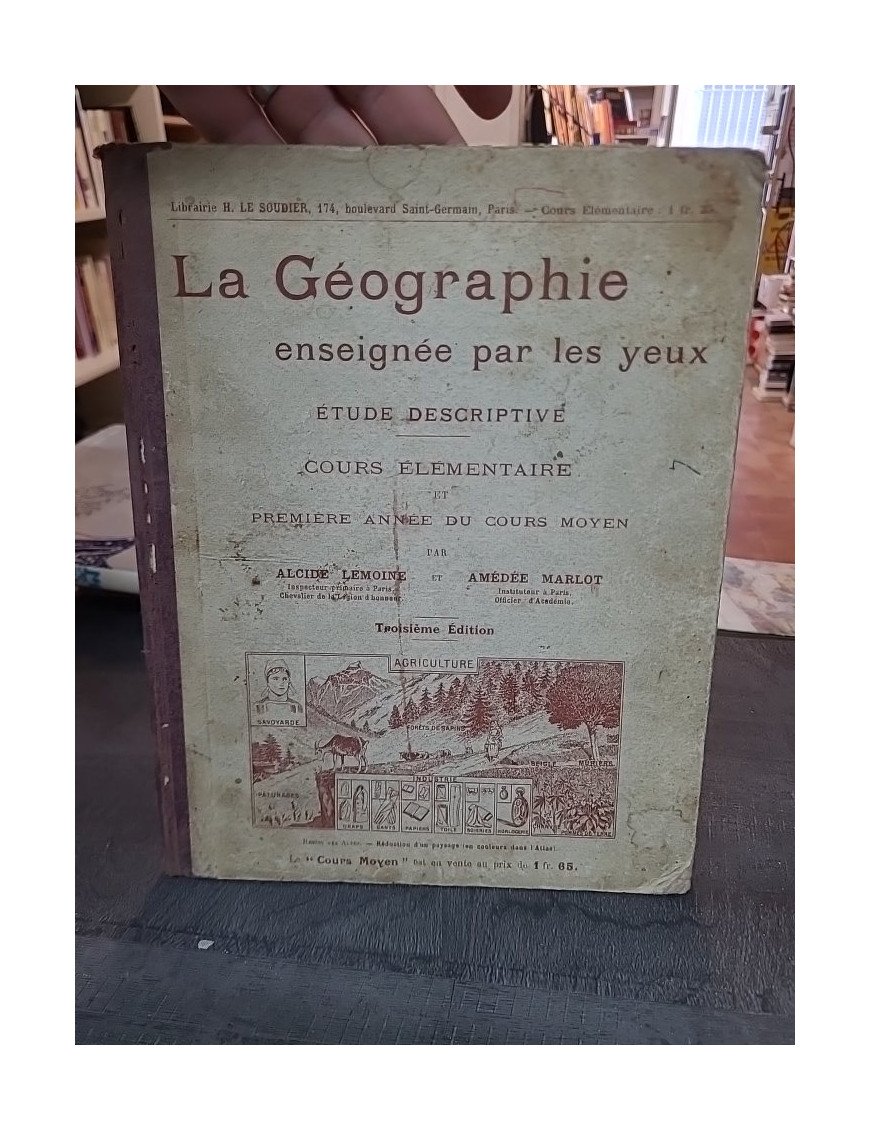 Librairie H. LE SOUDIER, 174, boulevard Saint-Germain, Paris. — Cours Élémentaire : 1 fr.
La Géographie
enseignée par les yeux
ÉTUDE DESCRIPTIVE
COURS ÉLÉMENTAIRE
ET
PREMIÈRE ANNÉE DU COURS MOYEN
PAR
ALCIDE LEMOINE ET AMÉDÉE MARLOT
Inspecteur primaire à Paris. Instituteur à Paris.
Chevalier de la Légion d'honneur. Officier d'Académie.
Troisième Édition
AGRICULTURE
SAVOYARDE
FORÊTS DE SAPINS
SEIGLE MÛRIERS
PÂTURAGES
INDUSTRIE
DRAPS GANTS PAPIERS TOILE SOIERIES HORLOGERIE
CHANVRE POMMES DE TERRE
RÉGION DES ALPES. — Réduction d'un paysage (en couleurs dans l'Atlas)
Le "Cours Moyen" est en vente au prix de 1 fr. 65.